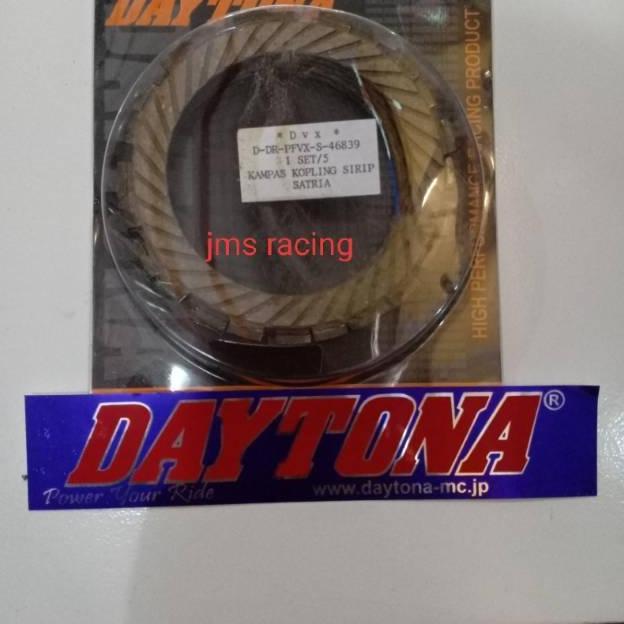 DAYTONA
* D v x *
D-DR-PFVX-S-46839
1 SET/5
KAMPAS KOPLING SIRIP
SATRIA
jms racing
HIGH PERFORMANCE RACING PRODUCT
DAYTONA®
Power Your Ride
www.daytona-mc.jp